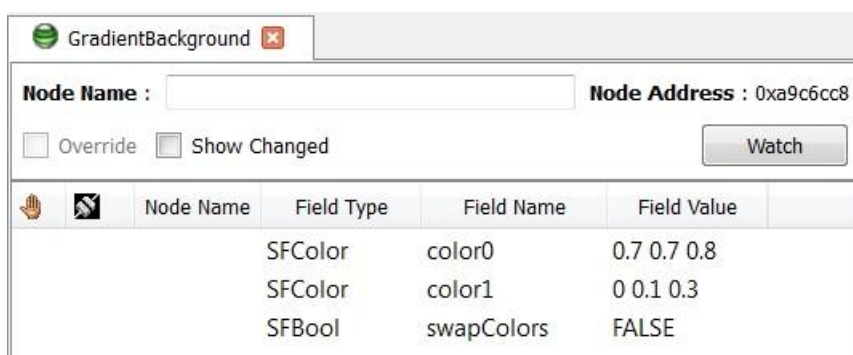 GradientBackground
Node Name : Node Address : 0xa9c6cc8
Override Show Changed Watch
Node Name Field Type Field Name Field Value
SFColor color0 0.7 0.7 0.8
SFColor color1 0 0.1 0.3
SFBool swapColors FALSE